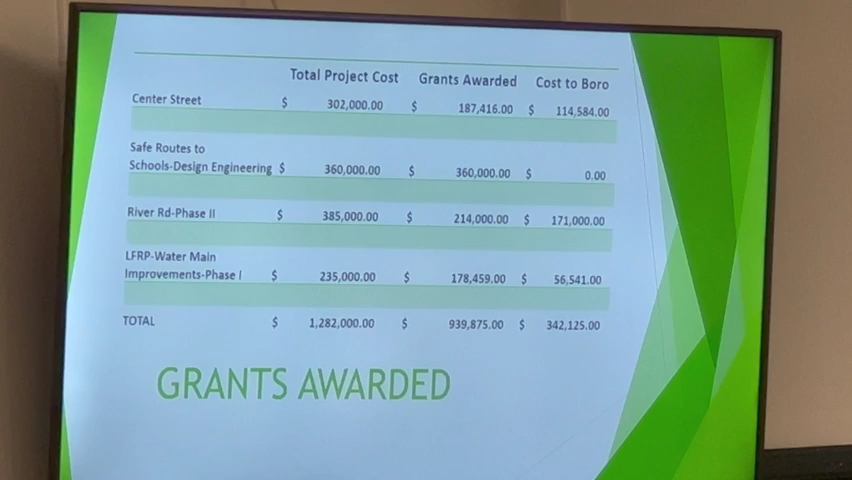 Total Project Cost Grants Awarded Cost to Boro
Center Street $ 302,000.00 $ 187,416.00 $ 114,584.00
Safe Routes to
Schools-Design Engineering $ 360,000.00 $ 360,000.00 $ 0.00
River Rd-Phase II $ 385,000.00 $ 214,000.00 $ 171,000.00
LFRP-Water Main
Improvements-Phase I $ 235,000.00 $ 178,459.00 $ 56,541.00
TOTAL $ 1,282,000.00 $ 939,875.00 $ 342,125.00
GRANTS AWARDED